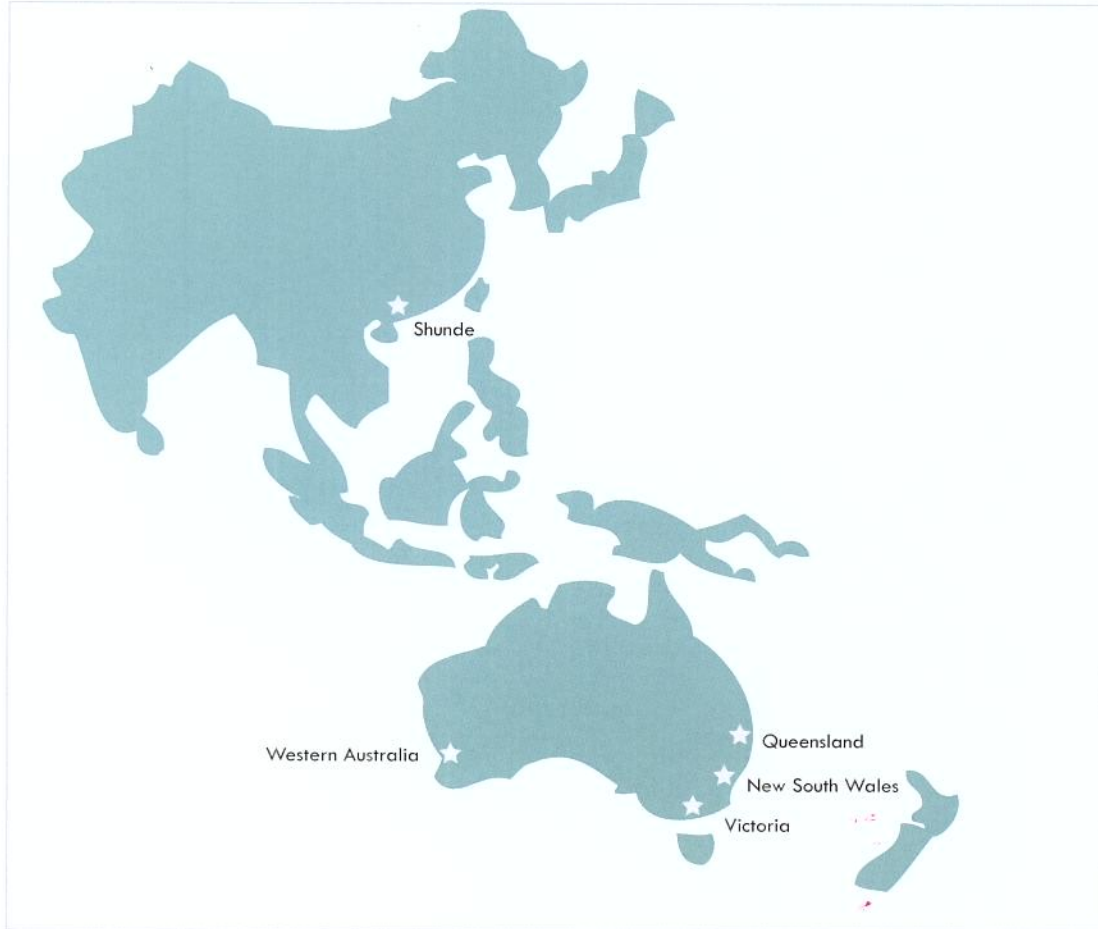 Shunde
Queensland
Western Australia
New South Wales
Victoria